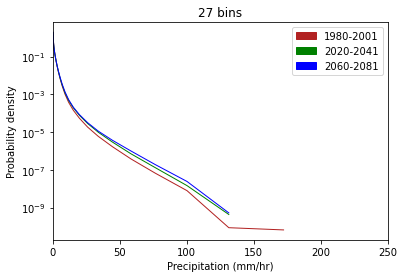 27 bins
1980-2001
2020-2041
2060-2081
Probability density
10⁻¹
10⁻³
10⁻⁵
10⁻⁷
10⁻⁹
0 50 100 150 200 250
Precipitation (mm/hr)